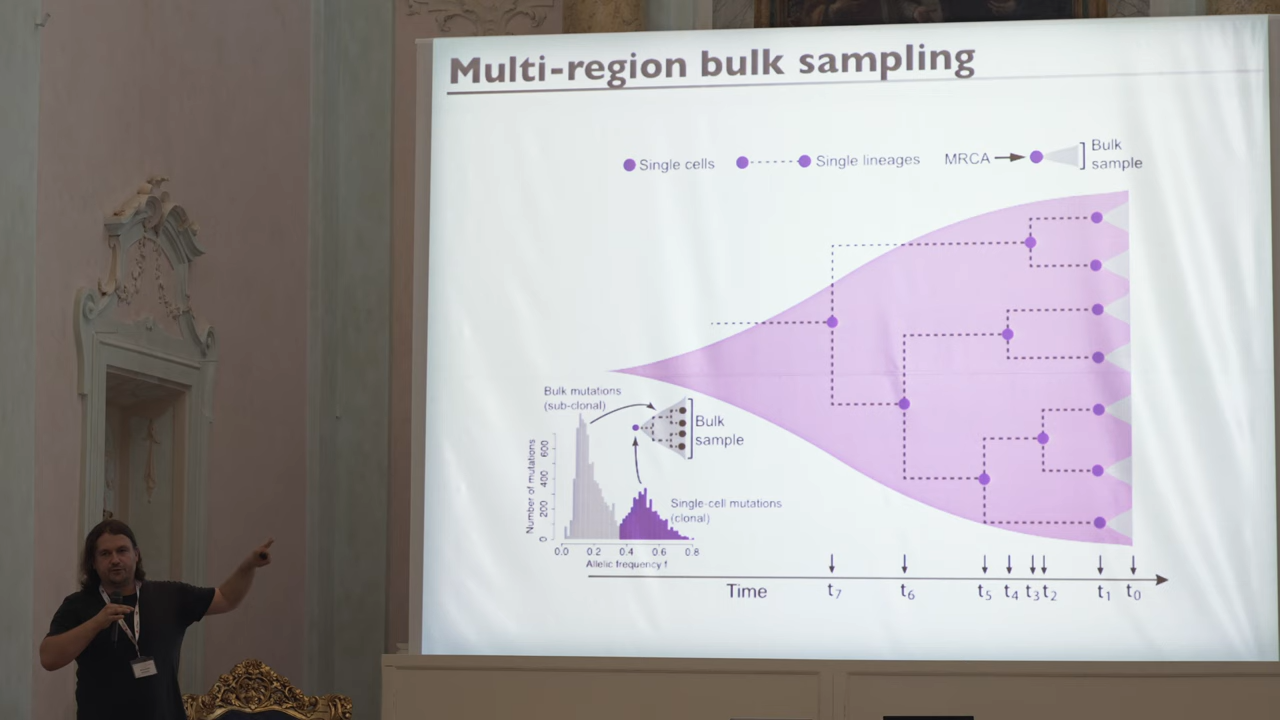 Multi-region bulk sampling
Single cells
Single lineages
MRCA
Bulk
sample
Bulk mutations
(sub-clonal)
Bulk
sample
Single-cell mutations
(clonal)
Number of mutations
0 200 400 600
0.0 0.2 0.4 0.6 0.8
Allelic frequency f
Time
t₇ t₆ t₅ t₄ t₃ t₂ t₁ t₀